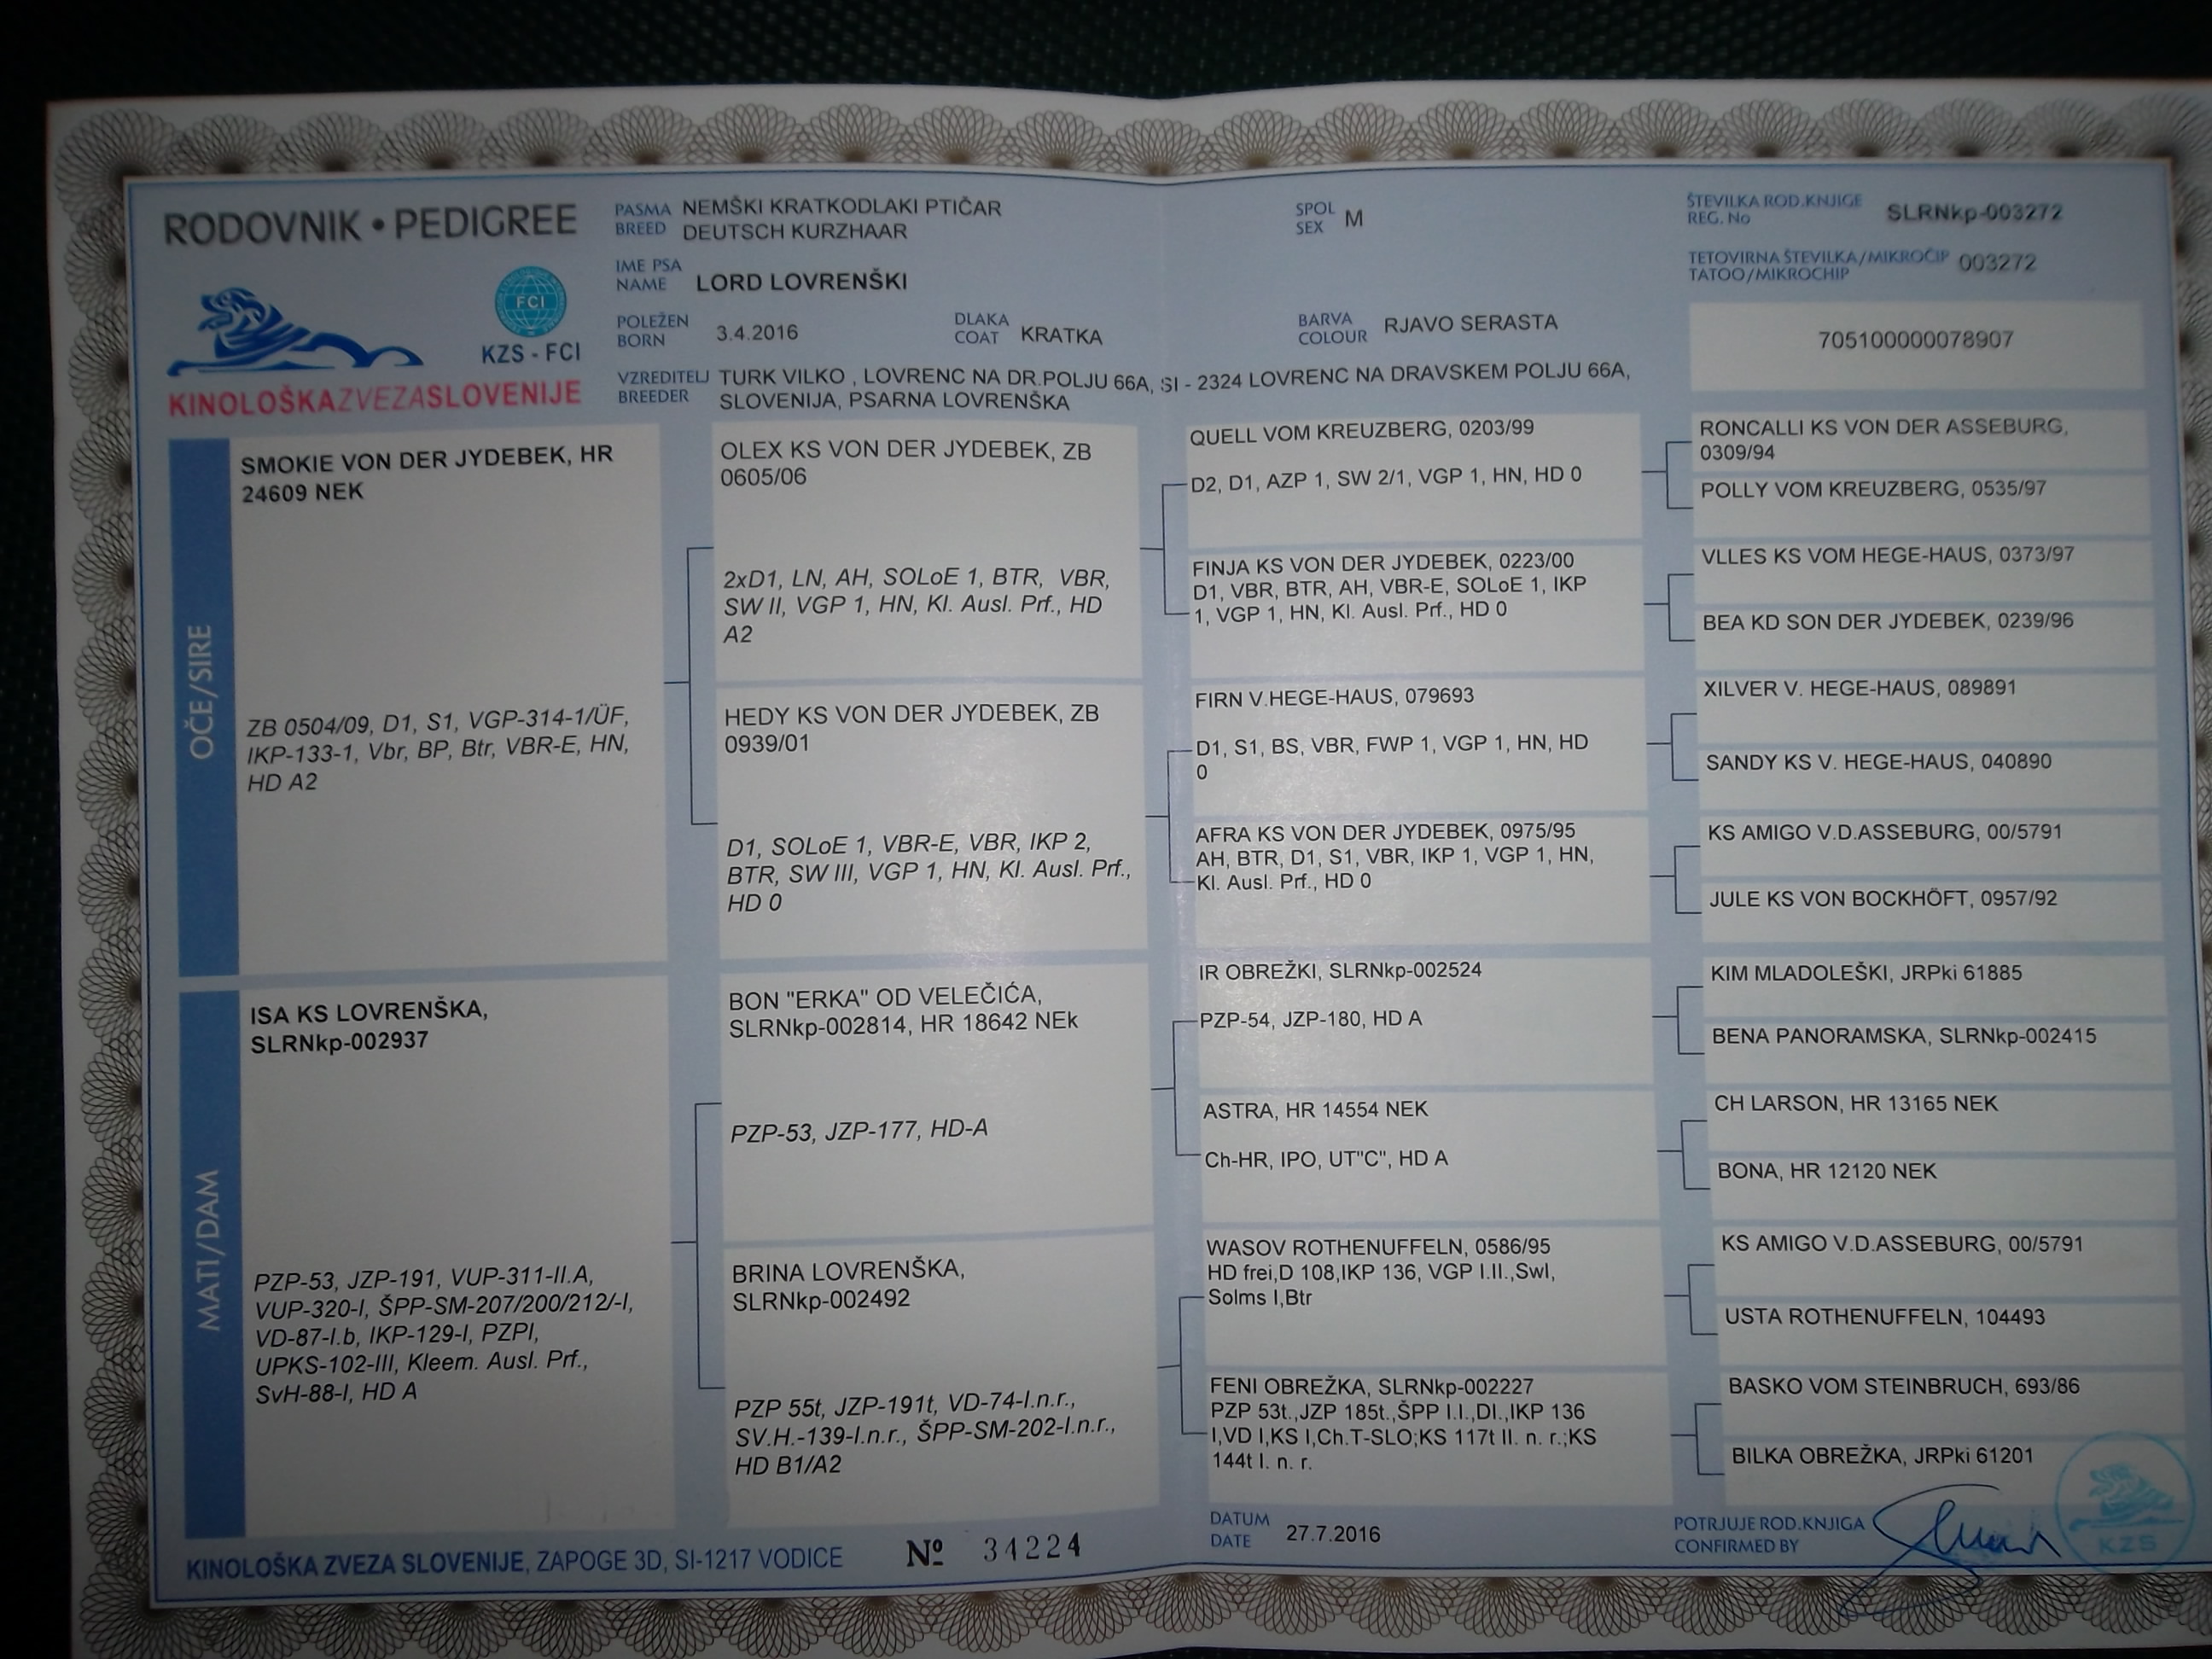 RODOVNIK • PEDIGREE
FCI
KZS - FCI
KINOLOŠKAZVEZASLOVENIJE
PASMA
BREED
NEMŠKI KRATKODLAKI PTIČAR
DEUTSCH KURZHAAR
SPOL
SEX
M
ŠTEVILKA ROD.KNJIGE
REG. No
SLRNkp-003272
IME PSA
NAME
LORD LOVRENŠKI
TETOVIRNA ŠTEVILKA/MIKROČIP
TATOO/MIKROCHIP
003272
POLEŽEN
BORN
3.4.2016
DLAKA
COAT
KRATKA
BARVA
COLOUR
RJAVO SERASTA
705100000078907
VZREDITELJ
BREEDER
TURK VILKO , LOVRENC NA DR.POLJU 66A, SI - 2324 LOVRENC NA DRAVSKEM POLJU 66A,
SLOVENIJA, PSARNA LOVRENŠKA
OČE/SIRE
SMOKIE VON DER JYDEBEK, HR
24609 NEK
ZB 0504/09, D1, S1, VGP-314-1/ÜF,
IKP-133-1, Vbr, BP, Btr, VBR-E, HN,
HD A2
OLEX KS VON DER JYDEBEK, ZB
0605/06
2xD1, LN, AH, SOLoE 1, BTR, VBR,
SW II, VGP 1, HN, Kl. Ausl. Prf., HD
A2
HEDY KS VON DER JYDEBEK, ZB
0939/01
D1, SOLoE 1, VBR-E, VBR, IKP 2,
BTR, SW III, VGP 1, HN, Kl. Ausl. Prf.,
HD 0
QUELL VOM KREUZBERG, 0203/99
D2, D1, AZP 1, SW 2/1, VGP 1, HN, HD 0
FINJA KS VON DER JYDEBEK, 0223/00
D1, VBR, BTR, AH, VBR-E, SOLoE 1, IKP
1, VGP 1, HN, Kl. Ausl. Prf., HD 0
FIRN V.HEGE-HAUS, 079693
D1, S1, BS, VBR, FWP 1, VGP 1, HN, HD
0
AFRA KS VON DER JYDEBEK, 0975/95
AH, BTR, D1, S1, VBR, IKP 1, VGP 1, HN,
Kl. Ausl. Prf., HD 0
RONCALLI KS VON DER ASSEBURG,
0309/94
POLLY VOM KREUZBERG, 0535/97
VLLES KS VOM HEGE-HAUS, 0373/97
BEA KD SON DER JYDEBEK, 0239/96
XILVER V. HEGE-HAUS, 089891
SANDY KS V. HEGE-HAUS, 040890
KS AMIGO V.D.ASSEBURG, 00/5791
JULE KS VON BOCKHÖFT, 0957/92
MATI/DAM
ISA KS LOVRENŠKA,
SLRNkp-002937
PZP-53, JZP-191, VUP-311-II.A,
VUP-320-I, ŠPP-SM-207/200/212/-I,
VD-87-I.b, IKP-129-I, PZPI,
UPKS-102-III, Kleem. Ausl. Prf.,
SvH-88-I, HD A
BON "ERKA" OD VELEČIĆA,
SLRNkp-002814, HR 18642 NEk
PZP-53, JZP-177, HD-A
BRINA LOVRENŠKA,
SLRNkp-002492
PZP 55t, JZP-191t, VD-74-I.n.r.,
SV.H.-139-I.n.r., ŠPP-SM-202-I.n.r.,
HD B1/A2
IR OBREŽKI, SLRNkp-002524
PZP-54, JZP-180, HD A
ASTRA, HR 14554 NEK
Ch-HR, IPO, UT"C", HD A
WASOV ROTHENUFFELN, 0586/95
HD frei,D 108,IKP 136, VGP I.II.,Swl,
Solms I,Btr
FENI OBREŽKA, SLRNkp-002227
PZP 53t.,JZP 185t.,ŠPP I.I.,DI.,IKP 136
I,VD I,KS I,Ch.T-SLO;KS 117t II. n. r.;KS
144t I. n. r.
KIM MLADOLEŠKI, JRPki 61885
BENA PANORAMSKA, SLRNkp-002415
CH LARSON, HR 13165 NEK
BONA, HR 12120 NEK
KS AMIGO V.D.ASSEBURG, 00/5791
USTA ROTHENUFFELN, 104493
BASKO VOM STEINBRUCH, 693/86
BILKA OBREŽKA, JRPki 61201
KINOLOŠKA ZVEZA SLOVENIJE, ZAPOGE 3D, SI-1217 VODICE
Nº 34224
DATUM
DATE
27.7.2016
POTRJUJE ROD.KNJIGA
CONFIRMED BY
KZS